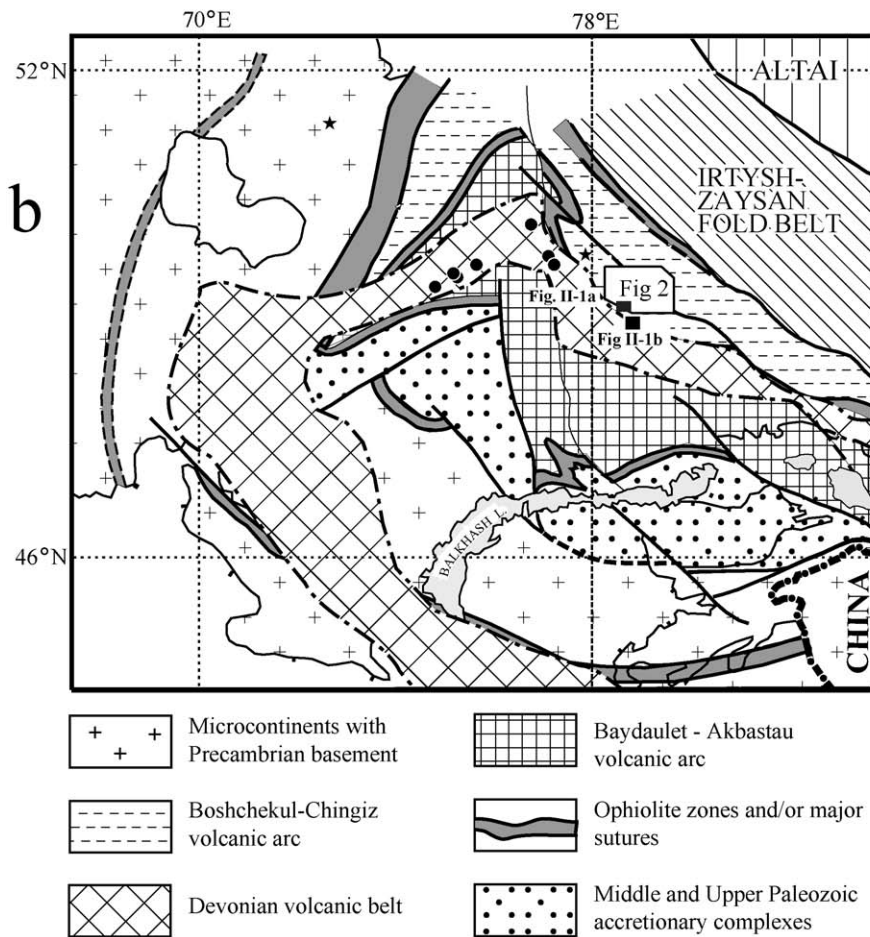 70°E
78°E
52°N
ALTAI
b
IRTYSH-
ZAYSAN
FOLD BELT
Fig. II-1a
Fig 2
Fig II-1b
BALKHASH L.
46°N
CHINA
Microcontinents with
Precambrian basement
Baydaulet - Akbastau
volcanic arc
Boshchekul-Chingiz
volcanic arc
Ophiolite zones and/or major
sutures
Devonian volcanic belt
Middle and Upper Paleozoic
accretionary complexes